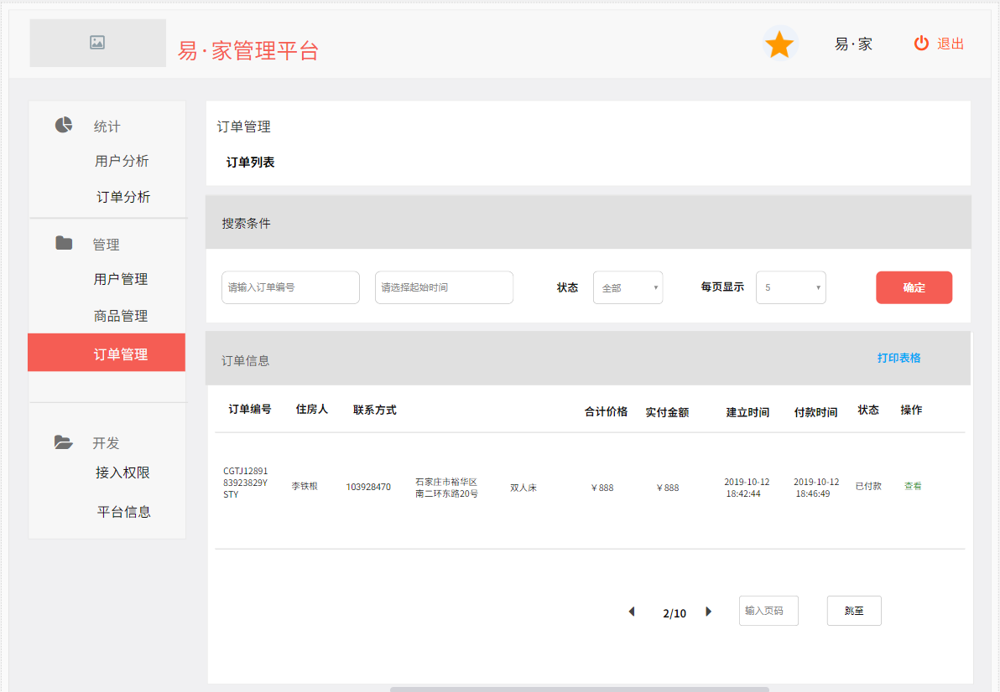 易·家管理平台
易·家
退出
统计
用户分析
订单分析
管理
用户管理
商品管理
订单管理
开发
接入权限
平台信息
订单管理
订单列表
搜索条件
请输入订单编号
请选择起始时间
状态
全部
每页显示
5
确定
订单信息
打印表格
订单编号
住房人
联系方式
合计价格
实付金额
建立时间
付款时间
状态
操作
CGTJ12891
83923829Y
STY
李铁根
103928470
石家庄市裕华区
南二环东路20号
双人床
￥888
￥888
2019-10-12
18:42:44
2019-10-12
18:46:49
已付款
查看
2/10
输入页码
跳至